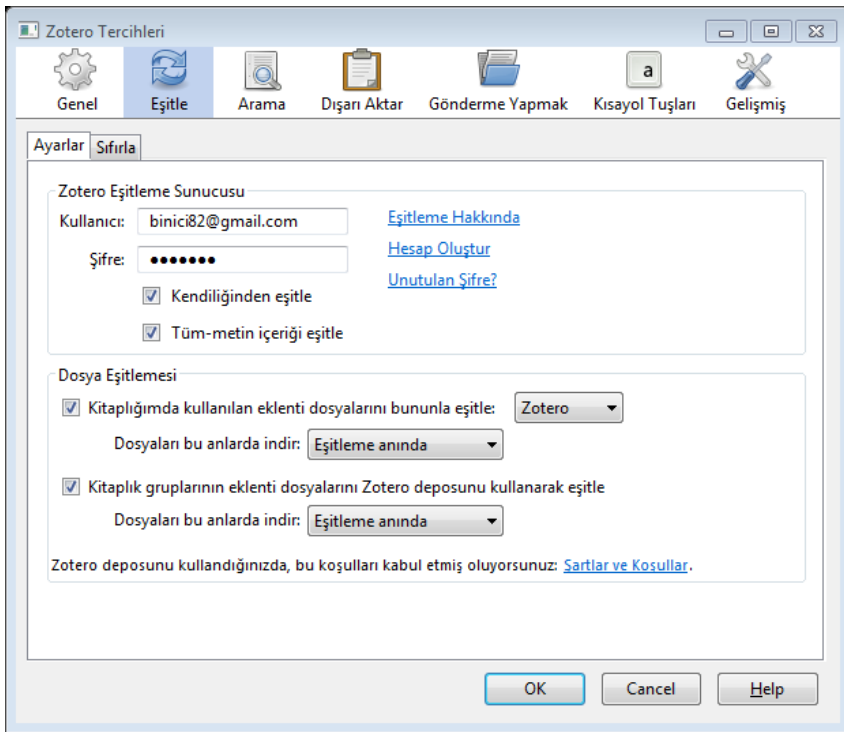 Zotero Tercihleri
Genel Eşitle Arama Dışarı Aktar Gönderme Yapmak a Kısayol Tuşları Gelişmiş
Ayarlar Sıfırla
Zotero Eşitleme Sunucusu
Kullanıcı: binici82@gmail.com Eşitleme Hakkında
Şifre: ●●●●●●● Hesap Oluştur
Unutulan Şifre?
Kendiliğinden eşitle
Tüm-metin içeriği eşitle
Dosya Eşitlemesi
Kitaplığımda kullanılan eklenti dosyalarını bununla eşitle: Zotero
Dosyaları bu anlarda indir: Eşitleme anında
Kitaplık gruplarının eklenti dosyalarını Zotero deposunu kullanarak eşitle
Dosyaları bu anlarda indir: Eşitleme anında
Zotero deposunu kullandığınızda, bu koşulları kabul etmiş oluyorsunuz: Şartlar ve Koşullar.
OK Cancel Help